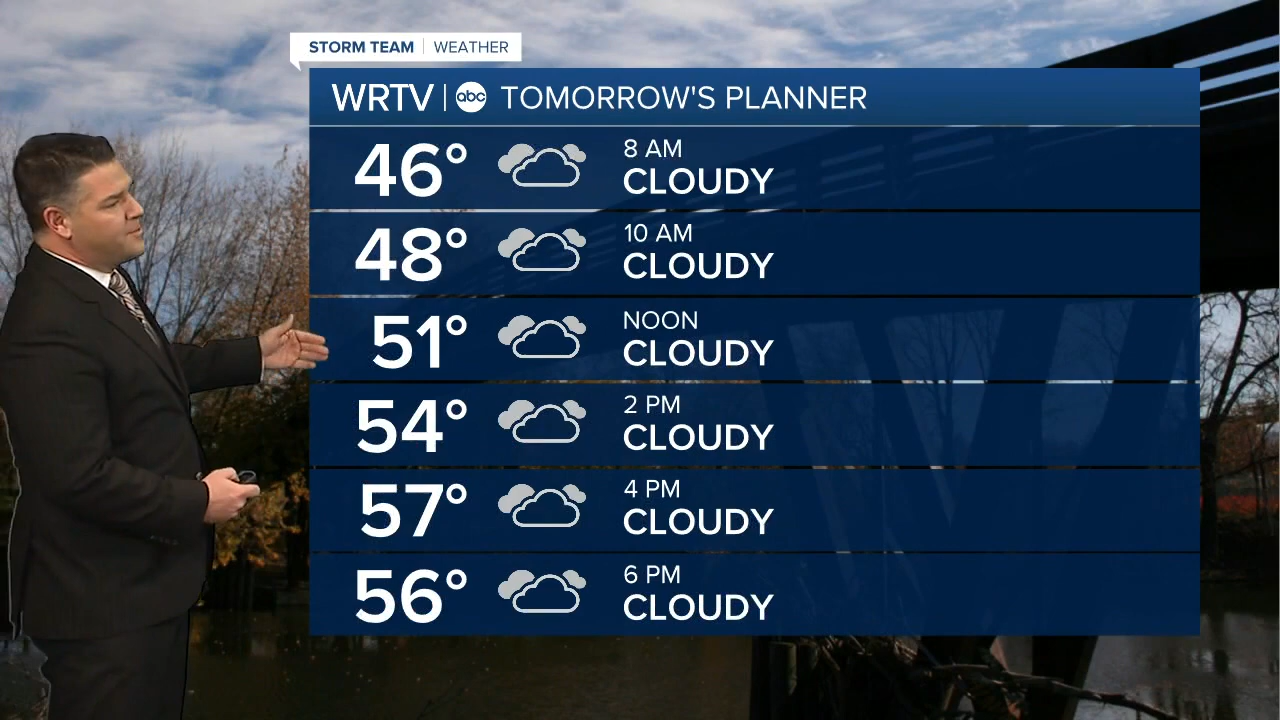 STORM TEAM | WEATHER
WRTV | abc TOMORROW'S PLANNER
46°
8 AM
CLOUDY
48°
10 AM
CLOUDY
51°
NOON
CLOUDY
54°
2 PM
CLOUDY
57°
4 PM
CLOUDY
56°
6 PM
CLOUDY